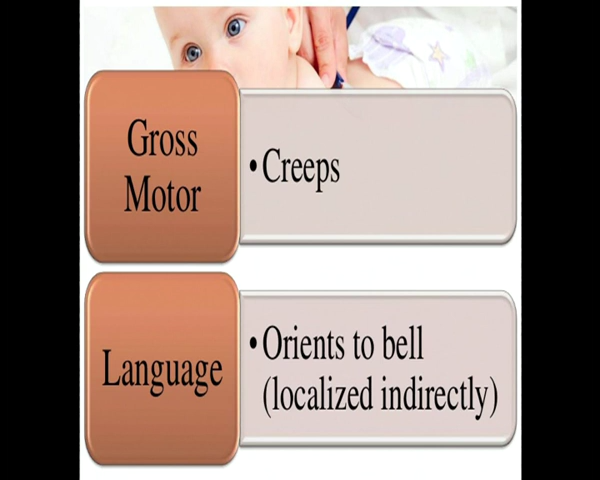 Gross
Motor
•Creeps
Language
•Orients to bell
(localized indirectly)